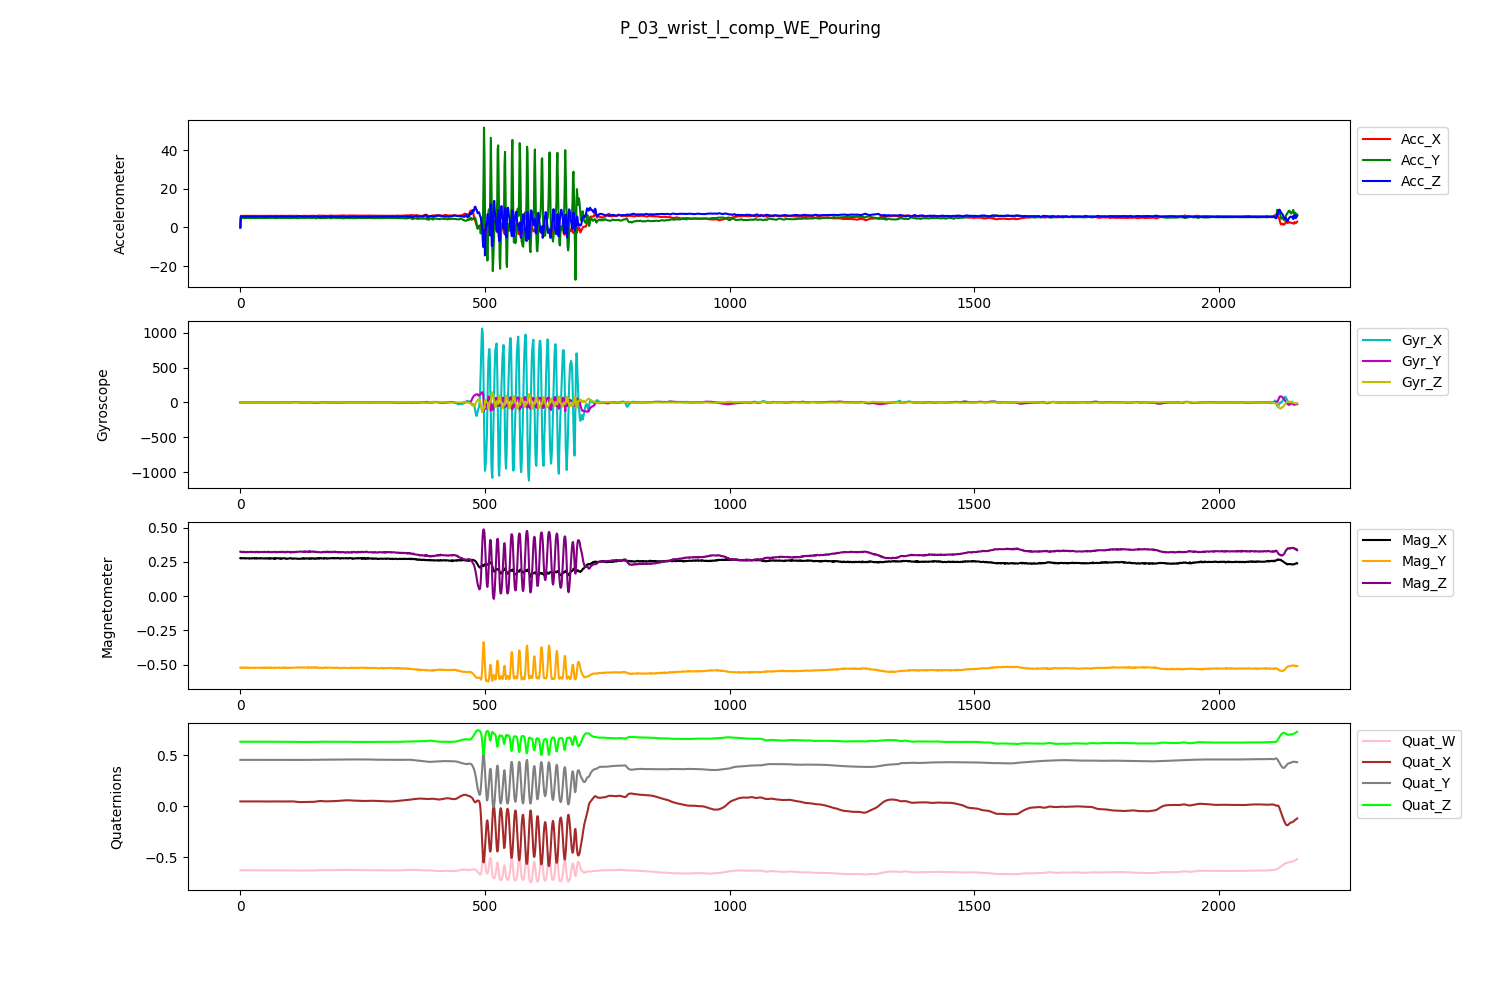 P_03_wrist_l_comp_WE_Pouring
Accelerometer
40
20
0
−20
0 500 1000 1500 2000
Acc_X
Acc_Y
Acc_Z
Gyroscope
1000
500
0
−500
−1000
0 500 1000 1500 2000
Gyr_X
Gyr_Y
Gyr_Z
Magnetometer
0.50
0.25
0.00
−0.25
−0.50
0 500 1000 1500 2000
Mag_X
Mag_Y
Mag_Z
Quaternions
0.5
0.0
−0.5
0 500 1000 1500 2000
Quat_W
Quat_X
Quat_Y
Quat_Z